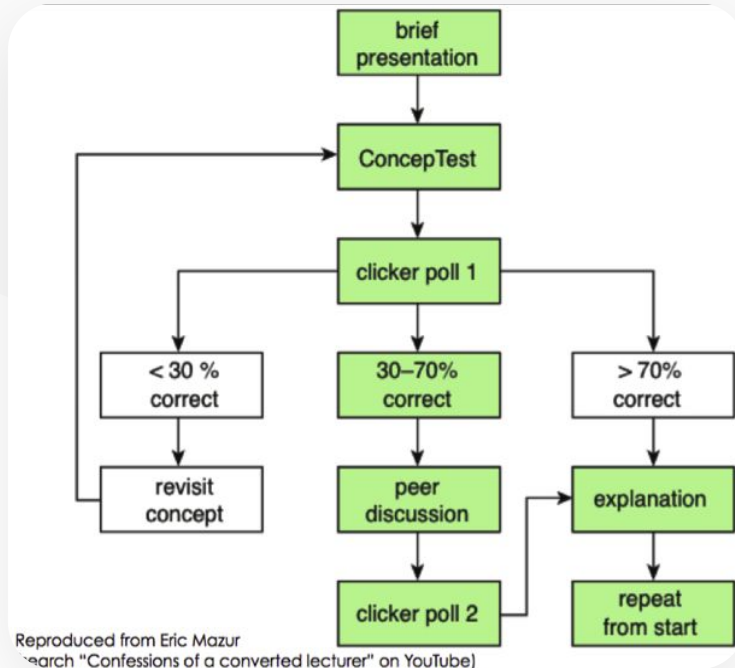 brief
presentation
ConcepTest
clicker poll 1
< 30 %
correct
30–70%
correct
> 70%
correct
revisit
concept
peer
discussion
explanation
clicker poll 2
repeat
from start
Reproduced from Eric Mazur
"Confessions of a converted lecturer" on YouTube)